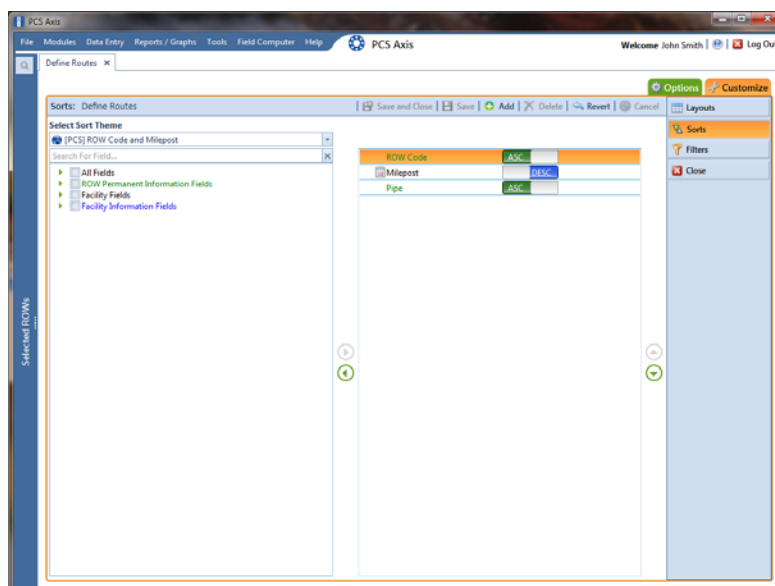 PCS Axis
File Modules Data Entry Reports / Graphs Tools Field Computer Help PCS Axis Welcome John Smith | | Log Ou
Define Routes
Options Customize
Sorts: Define Routes | Save and Close | Save | Add | Delete | Revert | Cancel
Layouts
Select Sort Theme
Sorts
[PCS] ROW Code and Milepost
Filters
Search For Field...
ROW Code ASC
Close
All Fields
Milepost DESC
ROW Permanent Information Fields
Pipe ASC
Facility Fields
Facility Information Fields
Selected ROWs